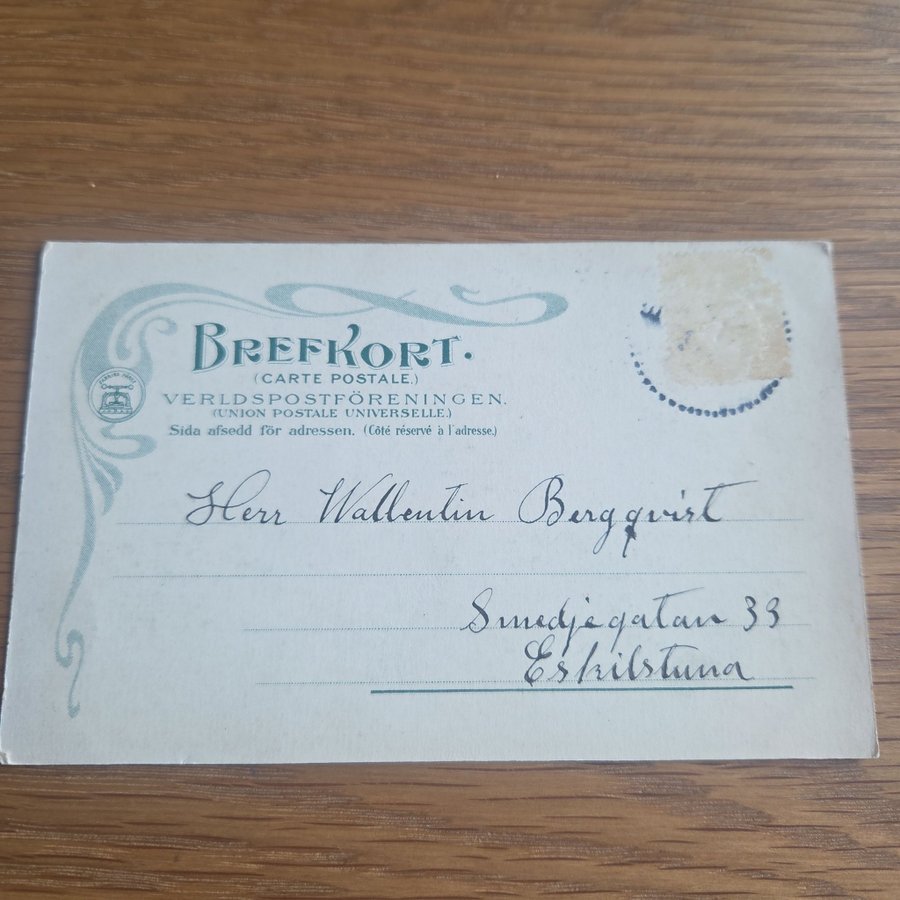 BREFKORT.
(CARTE POSTALE.)
VERLDSPOSTFÖRENINGEN.
(UNION POSTALE UNIVERSELLE.)
Sida afsedd för adressen. (Côté réservé à l'adresse.)
Herr Wallentin Bergqvist
Smedjegatan 33
Eskilstuna